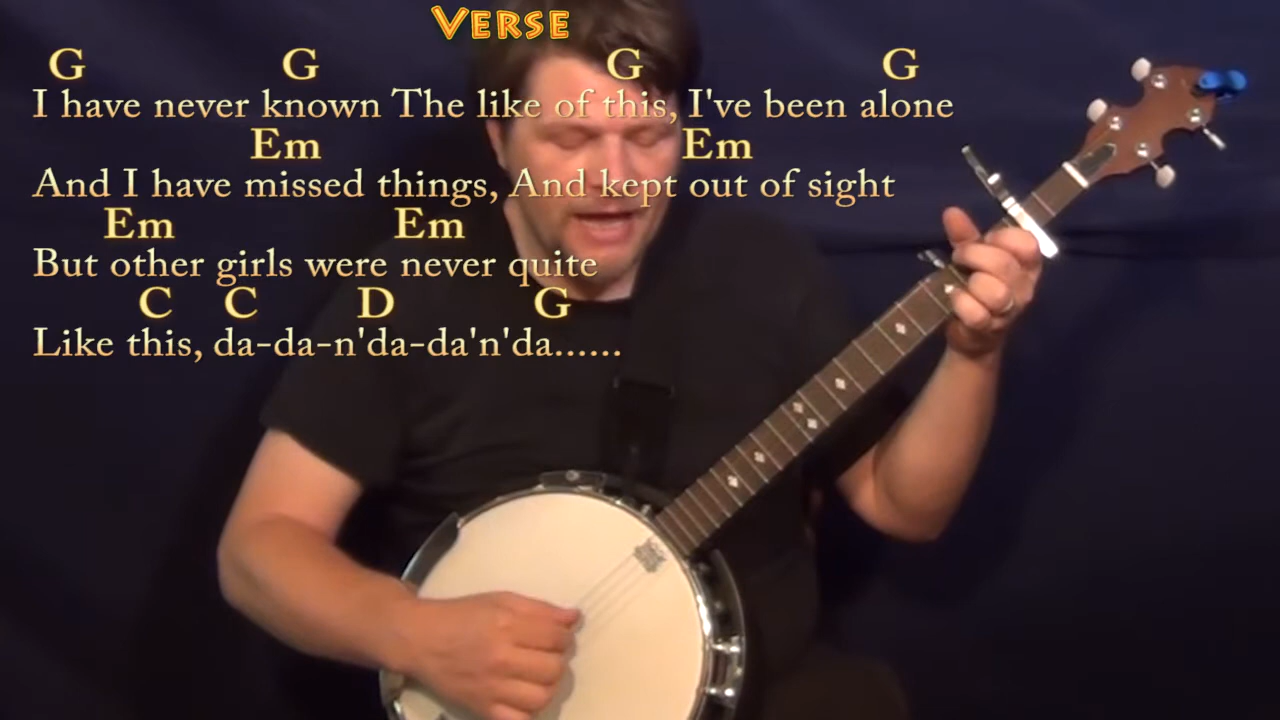 VERSE
G G G G
I have never known The like of this, I've been alone
Em Em
And I have missed things, And kept out of sight
Em Em
But other girls were never quite
C C D G
Like this, da-da-n'da-da'n'da......